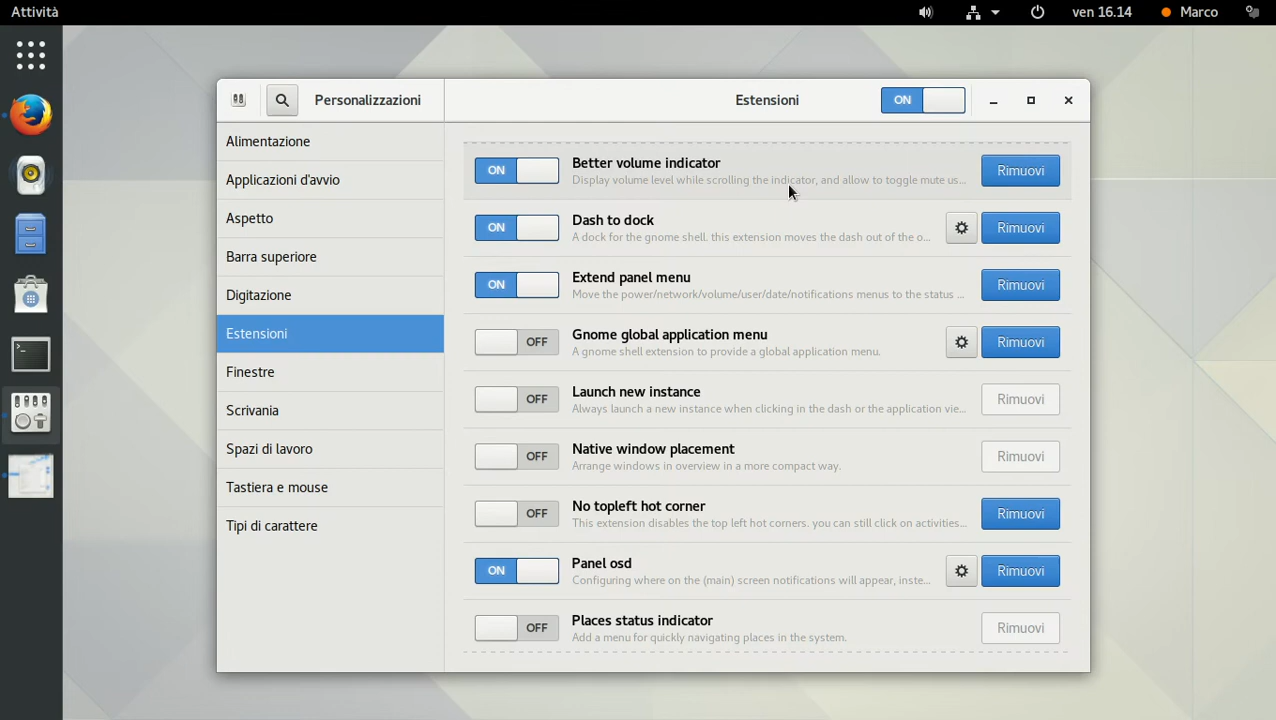 Attività
ven 16.14
Marco
Personalizzazioni
Estensioni
ON
Alimentazione
Applicazioni d'avvio
Aspetto
Barra superiore
Digitazione
Estensioni
Finestre
Scrivania
Spazi di lavoro
Tastiera e mouse
Tipi di carattere
ON
Better volume indicator
Display volume level while scrolling the indicator, and allow to toggle mute us...
Rimuovi
ON
Dash to dock
A dock for the gnome shell. this extension moves the dash out of the o...
Rimuovi
ON
Extend panel menu
Move the power/network/volume/user/date/notifications menus to the status ...
Rimuovi
OFF
Gnome global application menu
A gnome shell extension to provide a global application menu.
Rimuovi
OFF
Launch new instance
Always launch a new instance when clicking in the dash or the application vie...
Rimuovi
OFF
Native window placement
Arrange windows in overview in a more compact way.
Rimuovi
OFF
No topleft hot corner
This extension disables the top left hot corners. you can still click on activities...
Rimuovi
ON
Panel osd
Configuring where on the (main) screen notifications will appear, inste...
Rimuovi
OFF
Places status indicator
Add a menu for quickly navigating places in the system.
Rimuovi